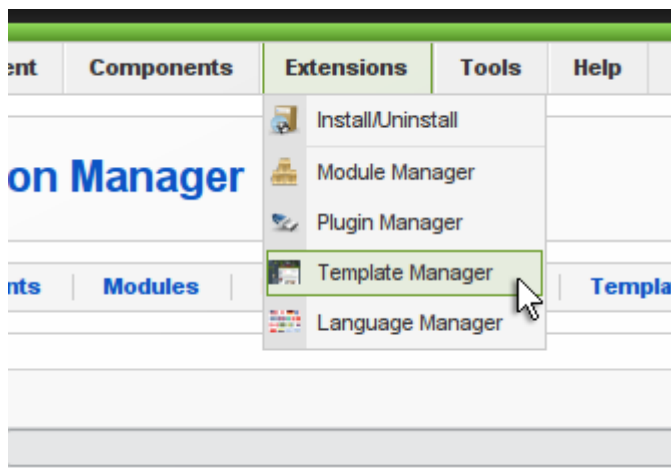 ent Components Extensions Tools Help
Install/Uninstall
on Manager
Module Manager
Plugin Manager
Template Manager
nts Modules Templa
Language Manager